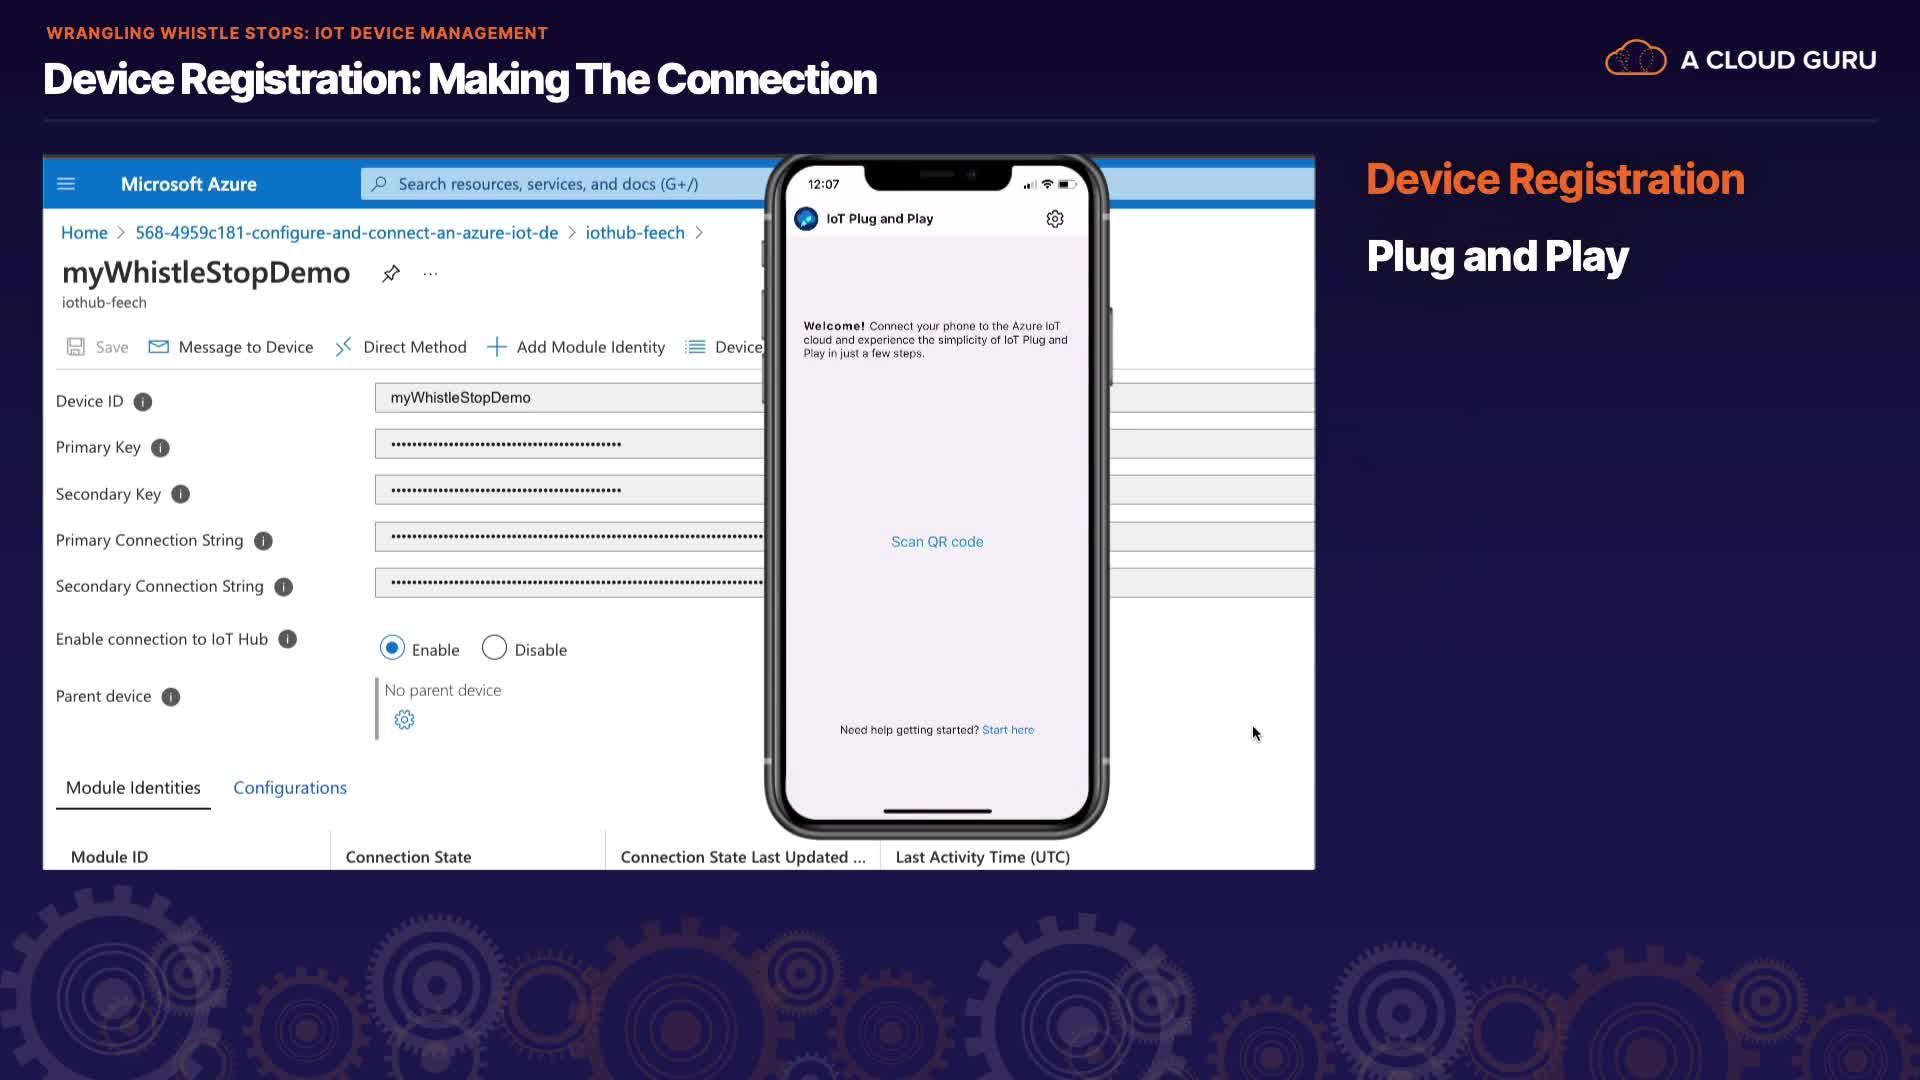 WRANGLING WHISTLE STOPS: IOT DEVICE MANAGEMENT
Device Registration: Making The Connection
A CLOUD GURU
Device Registration
Plug and Play
Microsoft Azure
Search resources, services, and docs (G+/)
Home > 568-4959c181-configure-and-connect-an-azure-iot-de > iothub-feech >
myWhistleStopDemo ...
iothub-feech
Save Message to Device Direct Method Add Module Identity Device
Device ID myWhistleStopDemo
Primary Key
Secondary Key
Primary Connection String
Secondary Connection String
Enable connection to IoT Hub Enable Disable
Parent device No parent device
Module Identities Configurations
Module ID Connection State Connection State Last Updated ... Last Activity Time (UTC)
12:07
IoT Plug and Play
Welcome! Connect your phone to the Azure IoT
cloud and experience the simplicity of IoT Plug and
Play in just a few steps.
Scan QR code
Need help getting started? Start here